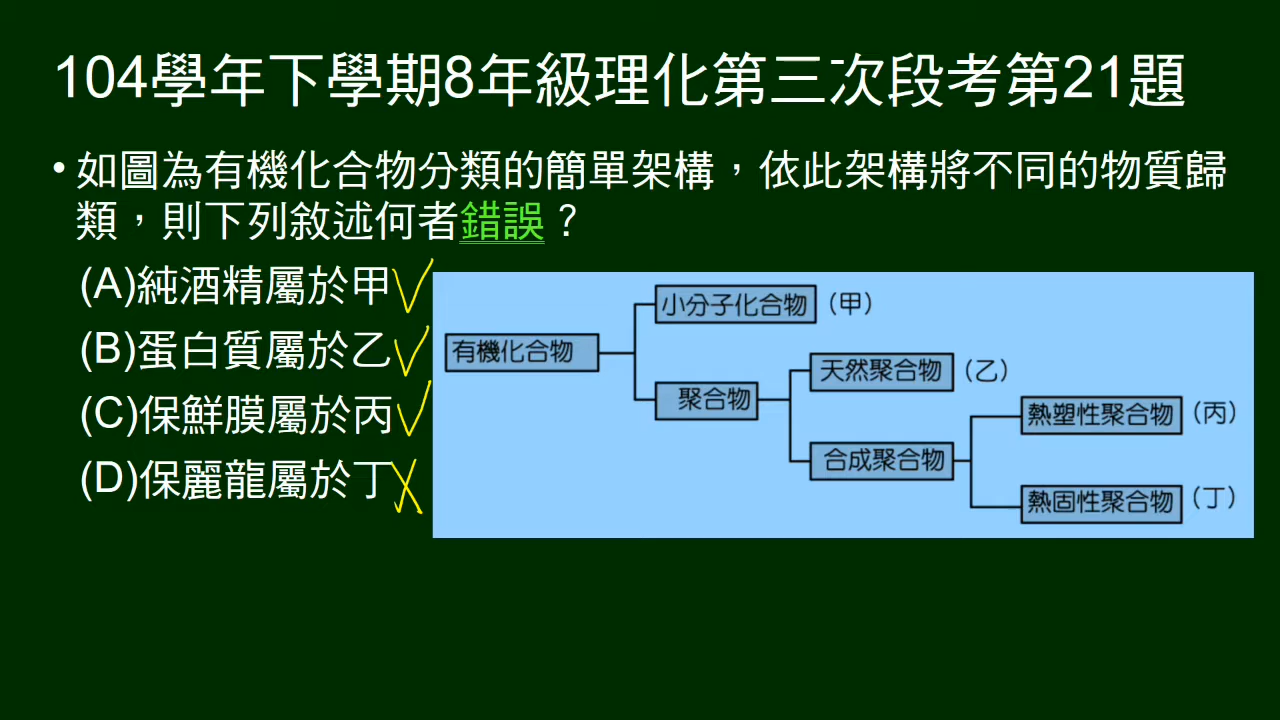 104學年下學期8年級理化第三次段考第21題
•如圖為有機化合物分類的簡單架構，依此架構將不同的物質歸
類，則下列敘述何者錯誤？
(A)純酒精屬於甲
(B)蛋白質屬於乙
(C)保鮮膜屬於丙
(D)保麗龍屬於丁
有機化合物
小分子化合物（甲）
聚合物
天然聚合物（乙）
合成聚合物
熱塑性聚合物（丙）
熱固性聚合物（丁）